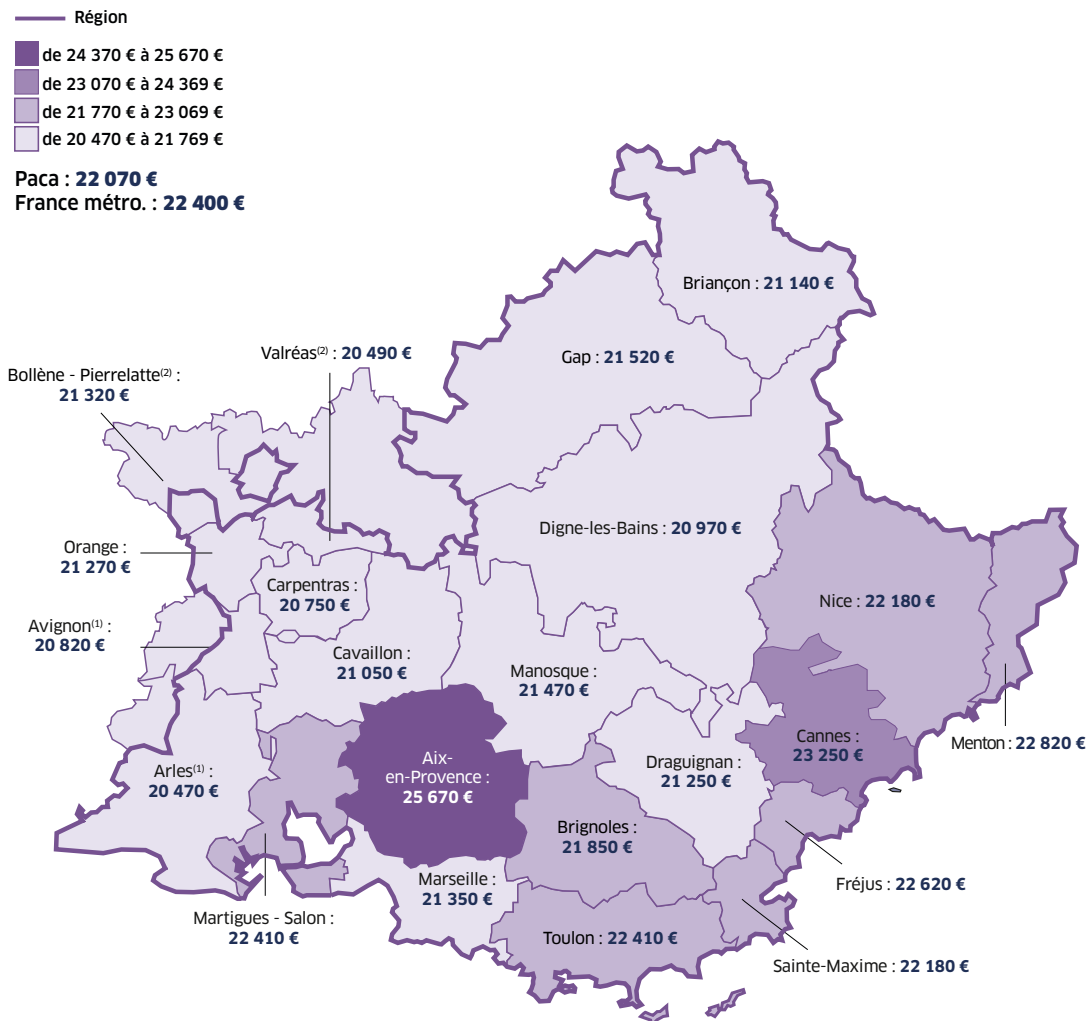 Région
de 24 370 € à 25 670 €
de 23 070 € à 24 369 €
de 21 770 € à 23 069 €
de 20 470 € à 21 769 €
Paca : 22 070 €
France métro. : 22 400 €
Briançon : 21 140 €
Valréas(2) : 20 490 €
Gap : 21 520 €
Bollène - Pierrelatte(2) :
21 320 €
Digne-les-Bains : 20 970 €
Orange :
21 270 €
Carpentras :
20 750 €
Nice : 22 180 €
Avignon(1) :
20 820 €
Cavaillon :
21 050 €
Manosque :
21 470 €
Cannes :
23 250 €
Menton : 22 820 €
Aix-
en-Provence :
25 670 €
Draguignan :
21 250 €
Arles(1) :
20 470 €
Brignoles :
21 850 €
Marseille :
21 350 €
Fréjus : 22 620 €
Martigues - Salon :
22 410 €
Toulon : 22 410 €
Sainte-Maxime : 22 180 €